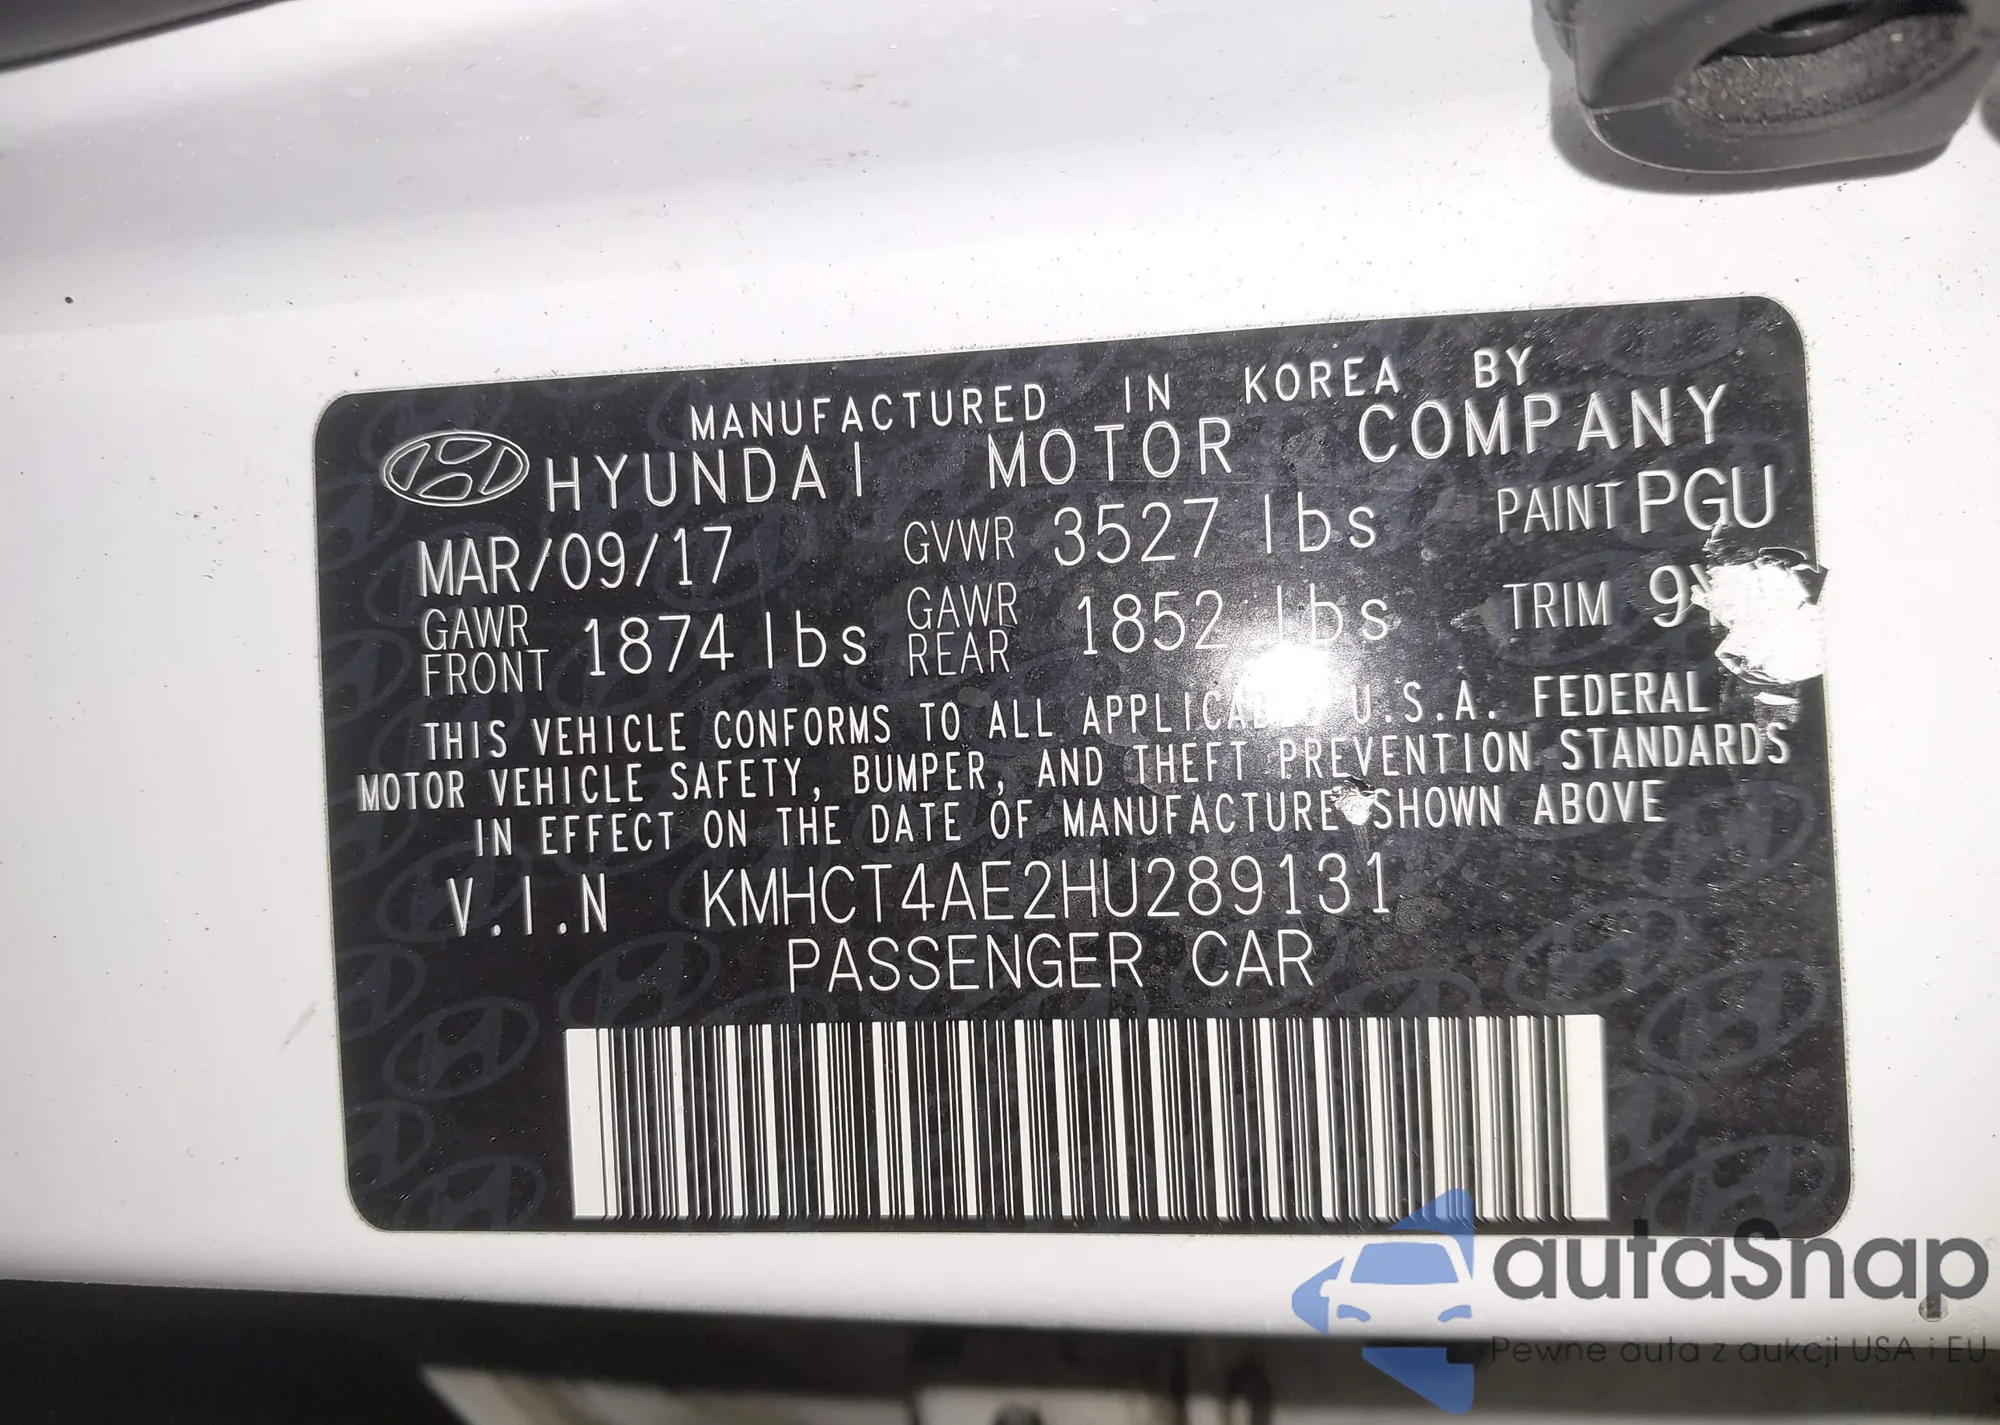 MANUFACTURED IN KOREA BY
HYUNDAI MOTOR COMPANY
MAR/09/17 GVWR 3527 lbs PAINT PGU
GAWR FRONT 1874 lbs GAWR REAR 1852 lbs TRIM
THIS VEHICLE CONFORMS TO ALL U.S.A. FEDERAL
MOTOR VEHICLE SAFETY, BUMPER, AND THEFT PREVENTION STANDARDS
IN EFFECT ON THE DATE OF MANUFACTURE SHOWN ABOVE
V.I.N KMHCT4AE2HU289131
PASSENGER CAR
autaSnap
Pewne auta z aukcji USA i EU